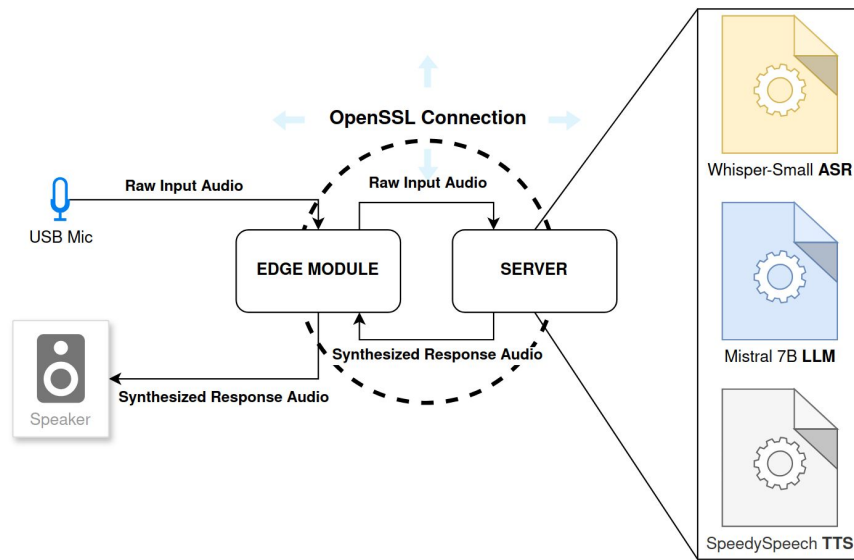 OpenSSL Connection
Raw Input Audio
Raw Input Audio
USB Mic
EDGE MODULE
SERVER
Synthesized Response Audio
Synthesized Response Audio
Speaker
Whisper-Small ASR
Mistral 7B LLM
SpeedySpeech TTS